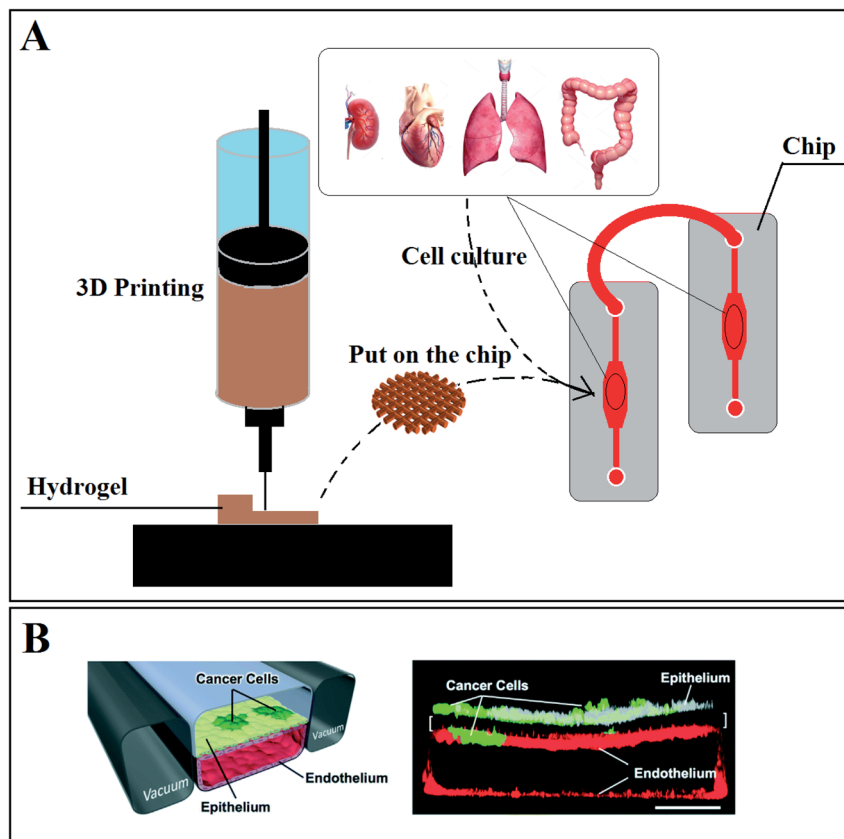 A
Chip
Cell culture
3D Printing
Put on the chip
Hydrogel
B
Cancer Cells
Vacuum
Vacuum
Endothelium
Epithelium
Epithelium
Cancer Cells
Endothelium